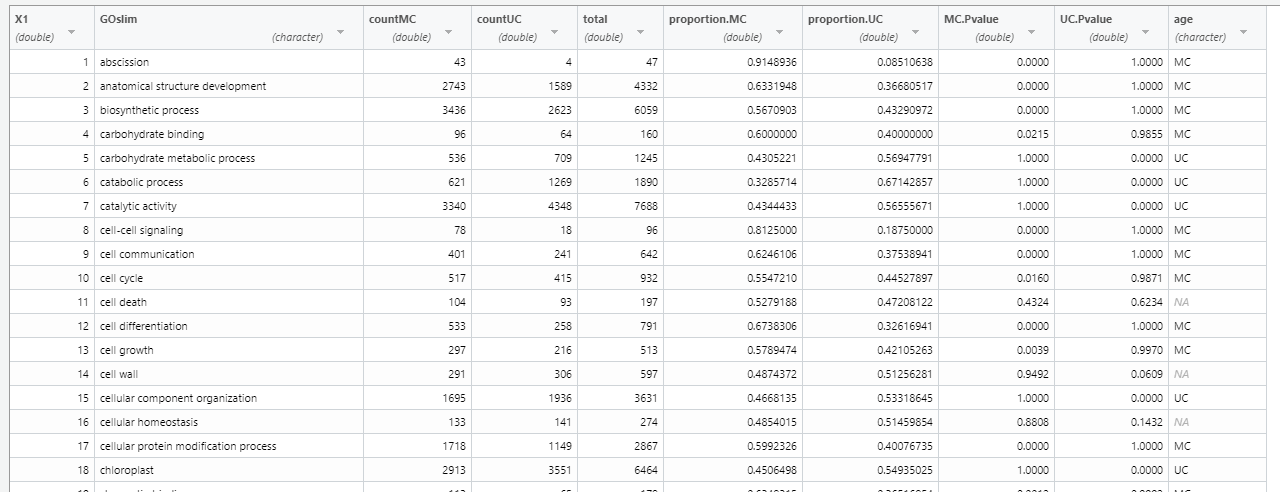 X1 GOslim countMC countUC total proportion.MC proportion.UC MC.Pvalue UC.Pvalue age
(double) (character) (double) (double) (double) (double) (double) (double) (double) (character)
1 abscission 43 4 47 0.9148936 0.08510638 0.0000 1.0000 MC
2 anatomical structure development 2743 1589 4332 0.6331948 0.36680517 0.0000 1.0000 MC
3 biosynthetic process 3436 2623 6059 0.5670903 0.43290972 0.0000 1.0000 MC
4 carbohydrate binding 96 64 160 0.6000000 0.40000000 0.0215 0.9855 MC
5 carbohydrate metabolic process 536 709 1245 0.4305221 0.56947791 1.0000 0.0000 UC
6 catabolic process 621 1269 1890 0.3285714 0.67142857 1.0000 0.0000 UC
7 catalytic activity 3340 4348 7688 0.4344433 0.56555671 1.0000 0.0000 UC
8 cell-cell signaling 78 18 96 0.8125000 0.18750000 0.0000 1.0000 MC
9 cell communication 401 241 642 0.6246106 0.37538941 0.0000 1.0000 MC
10 cell cycle 517 415 932 0.5547210 0.44527897 0.0160 0.9871 MC
11 cell death 104 93 197 0.5279188 0.47208122 0.4324 0.6234 NA
12 cell differentiation 533 258 791 0.6738306 0.32616941 0.0000 1.0000 MC
13 cell growth 297 216 513 0.5789474 0.42105263 0.0039 0.9970 MC
14 cell wall 291 306 597 0.4874372 0.51256281 0.9492 0.0609 NA
15 cellular component organization 1695 1936 3631 0.4668135 0.53318645 1.0000 0.0000 UC
16 cellular homeostasis 133 141 274 0.4854015 0.51459854 0.8808 0.1432 NA
17 cellular protein modification process 1718 1149 2867 0.5992326 0.40076735 0.0000 1.0000 MC
18 chloroplast 2913 3551 6464 0.4506498 0.54935025 1.0000 0.0000 UC